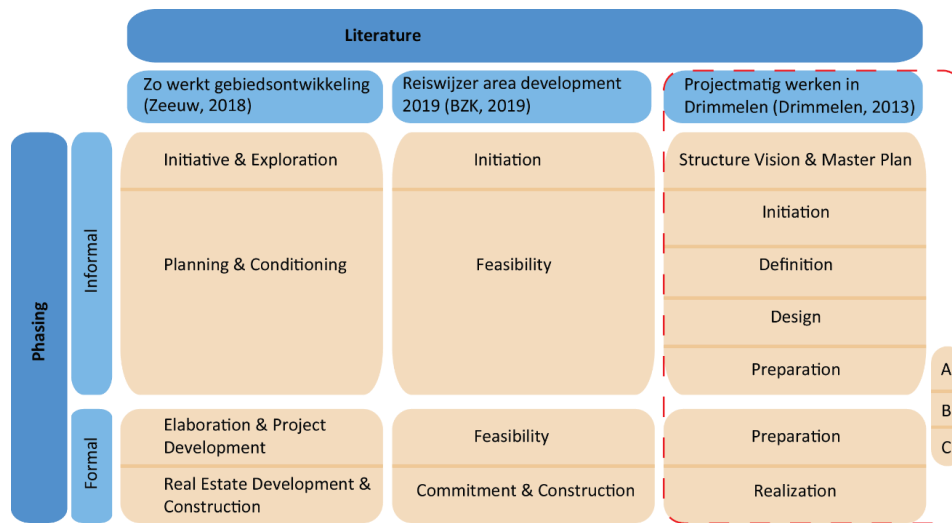 Literature
Zo werkt gebiedsontwikkeling
(Zeeuw, 2018)
Reiswijzer area development
2019 (BZK, 2019)
Projectmatig werken in
Drimmelen (Drimmelen, 2013)
Phasing
Informal
Initiative & Exploration
Initiation
Structure Vision & Master Plan
Initiation
Planning & Conditioning
Feasibility
Definition
Design
Preparation
A
B
C
Formal
Elaboration & Project
Development
Feasibility
Preparation
Real Estate Development &
Construction
Commitment & Construction
Realization